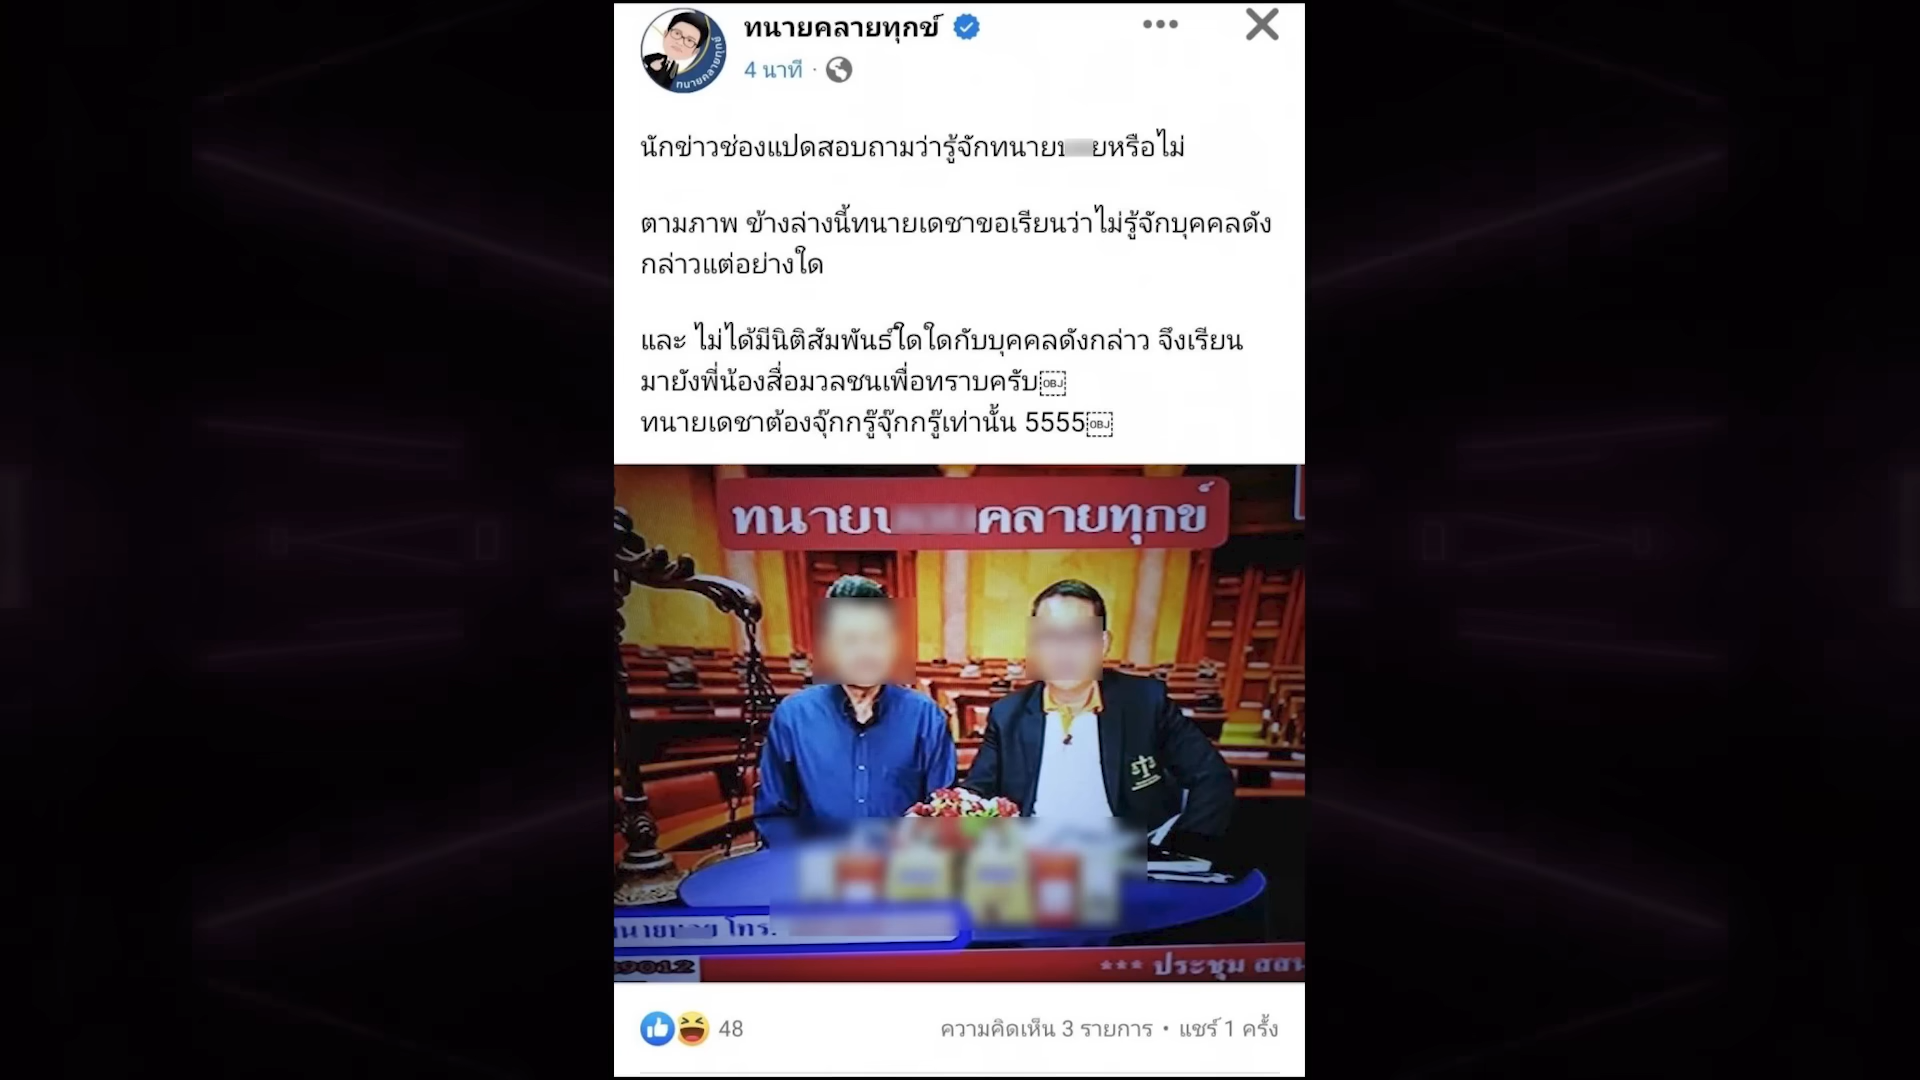 ทนายคลายทุกข์
4 นาที
ทนายคลายทุกข์
นักข่าวช่องแปดสอบถามว่ารู้จักทนาย หรือไม่
ตามภาพ ข้างล่างนี้ทนายเดชาขอเรียนว่าไม่รู้จักบุคคลดัง
กล่าวแต่อย่างใด
และ ไม่ได้มีนิติสัมพันธ์ใดใดกับบุคคลดังกล่าว จึงเรียน
มายังพี่น้องสื่อมวลชนเพื่อทราบครับ
ทนายเดชาต้องจุ๊กกรู๊จุ๊กกรู๊เท่านั้น 5555
ทนาย คลายทุกข์
โทร.
*** ประชุม
48
ความคิดเห็น 3 รายการ • แชร์ 1 ครั้ง